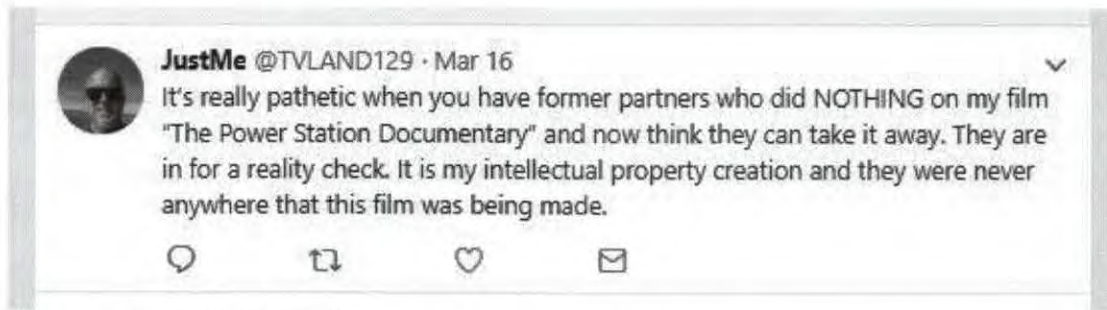 JustMe @TVLAND129 · Mar 16
It's really pathetic when you have former partners who did NOTHING on my film
"The Power Station Documentary" and now think they can take it away. They are
in for a reality check. It is my intellectual property creation and they were never
anywhere that this film was being made.